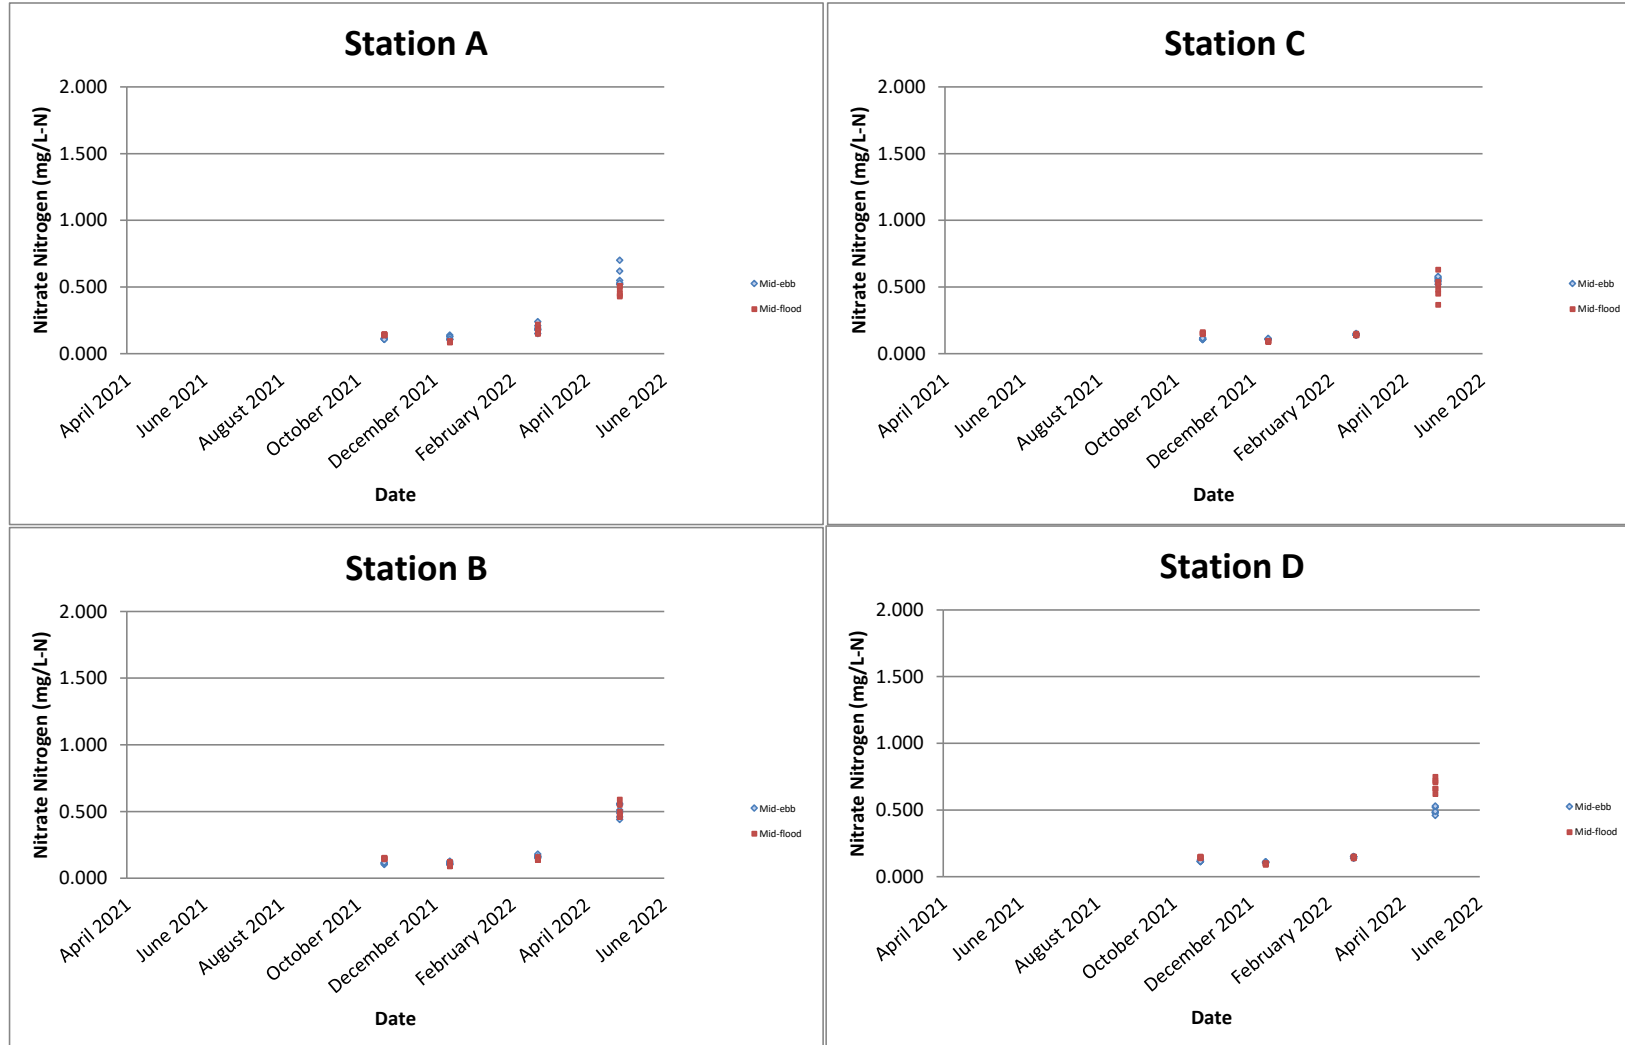 Station A
2.000
1.500
1.000
0.500
0.000
Nitrate Nitrogen (mg/L-N)
April 2021
June 2021
August 2021
October 2021
December 2021
February 2022
April 2022
June 2022
Date
Mid-ebb
Mid-flood
Station C
2.000
1.500
1.000
0.500
0.000
Nitrate Nitrogen (mg/L-N)
April 2021
June 2021
August 2021
October 2021
December 2021
February 2022
April 2022
June 2022
Date
Mid-ebb
Mid-flood
Station B
2.000
1.500
1.000
0.500
0.000
Nitrate Nitrogen (mg/L-N)
April 2021
June 2021
August 2021
October 2021
December 2021
February 2022
April 2022
June 2022
Date
Mid-ebb
Mid-flood
Station D
2.000
1.500
1.000
0.500
0.000
Nitrate Nitrogen (mg/L-N)
April 2021
June 2021
August 2021
October 2021
December 2021
February 2022
April 2022
June 2022
Date
Mid-ebb
Mid-flood